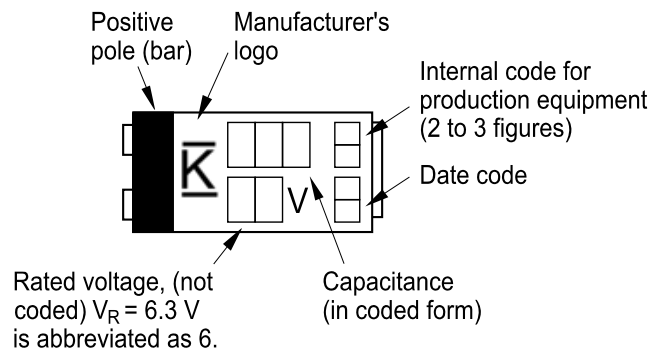 Positive
pole (bar)
Manufacturer's
logo
Internal code for
production equipment
(2 to 3 figures)
K
V
Date code
Rated voltage, (not
coded) VR = 6.3 V
is abbreviated as 6.
Capacitance
(in coded form)